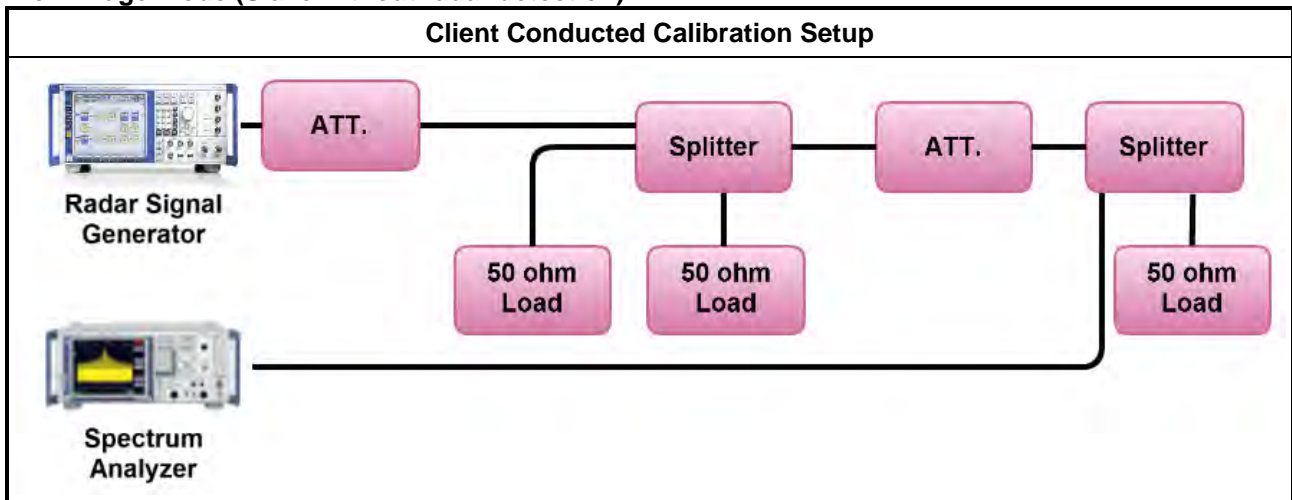 Client Conducted Calibration Setup
ATT.
Splitter
ATT.
Splitter
Radar Signal
Generator
50 ohm
Load
50 ohm
Load
50 ohm
Load
Spectrum
Analyzer